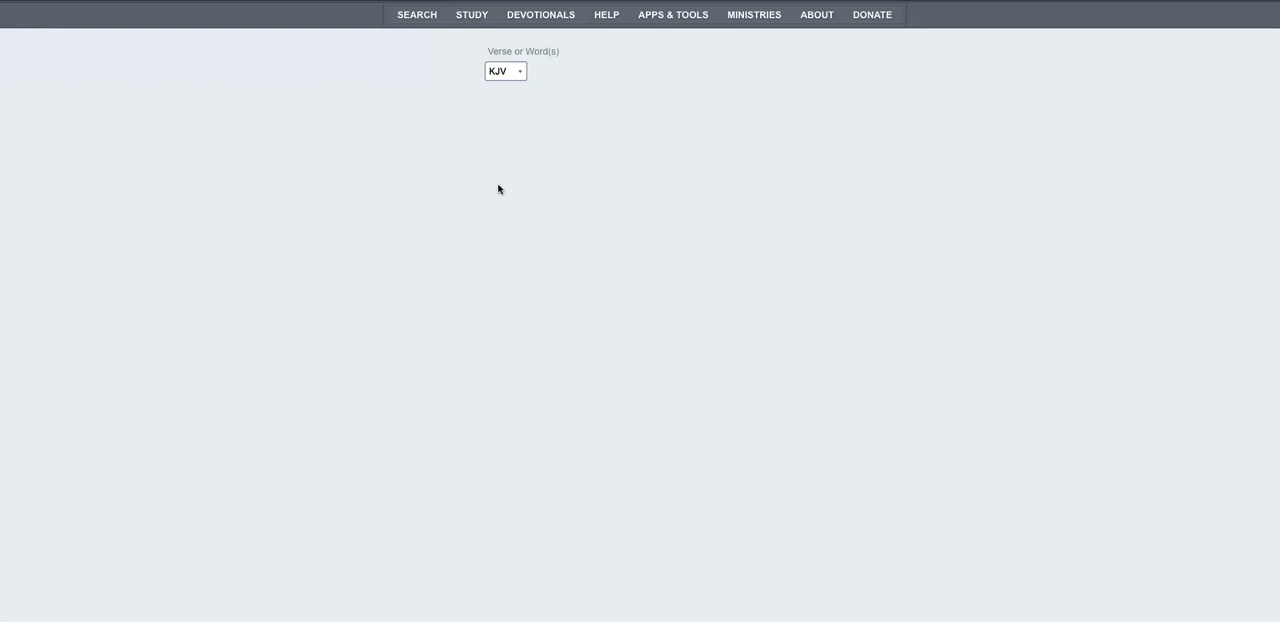 SEARCH STUDY DEVOTIONALS HELP APPS & TOOLS MINISTRIES ABOUT DONATE
Verse or Word(s)
KJV